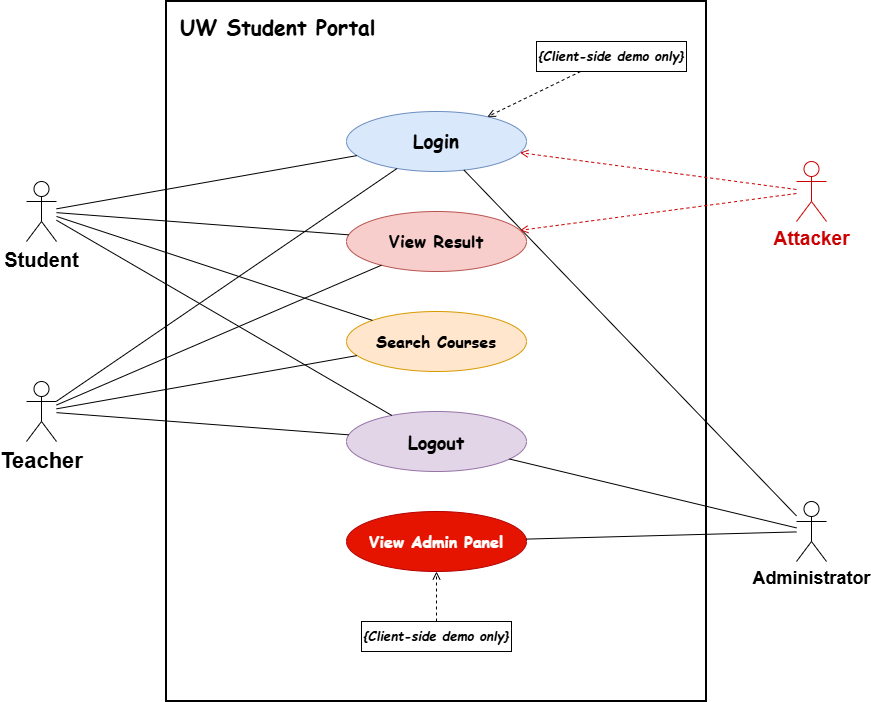 UW Student Portal
{Client-side demo only}
Login
View Result
Search Courses
Logout
View Admin Panel
{Client-side demo only}
Student
Teacher
Attacker
Administrator